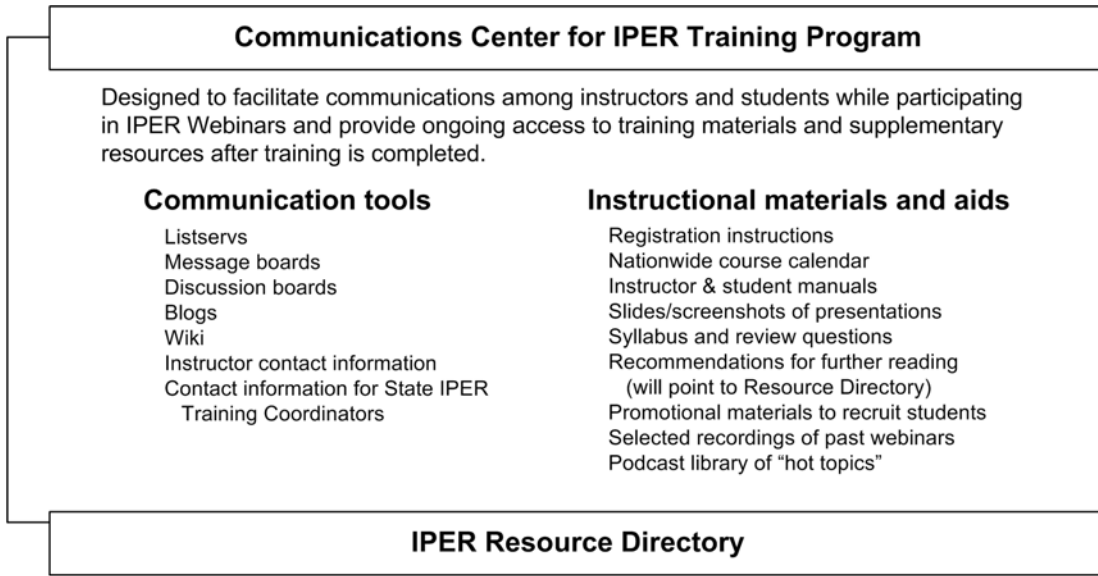 Communications Center for IPER Training Program
Designed to facilitate communications among instructors and students while participating
in IPER Webinars and provide ongoing access to training materials and supplementary
resources after training is completed.
Communication tools
Listservs
Message boards
Discussion boards
Blogs
Wiki
Instructor contact information
Contact information for State IPER
Training Coordinators
Instructional materials and aids
Registration instructions
Nationwide course calendar
Instructor & student manuals
Slides/screenshots of presentations
Syllabus and review questions
Recommendations for further reading
(will point to Resource Directory)
Promotional materials to recruit students
Selected recordings of past webinars
Podcast library of “hot topics”
IPER Resource Directory